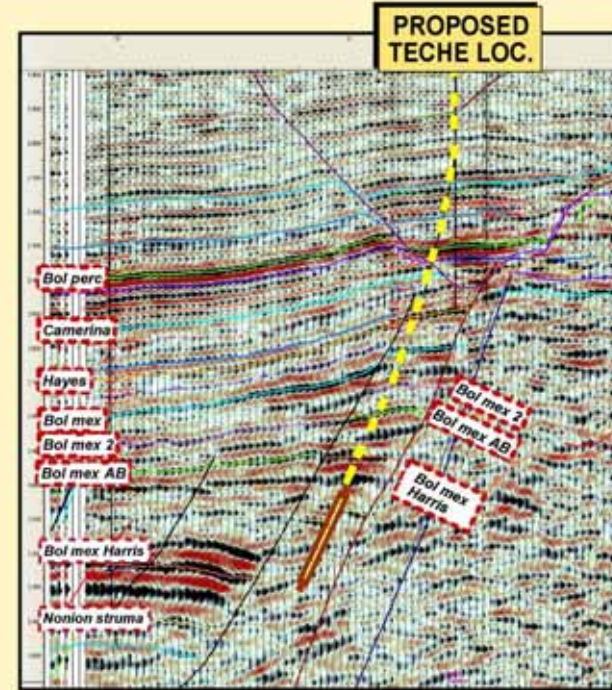 PROPOSED
TECHE LOC.
Bol perc
Camerina
Hayes
Bol mex
Bol mex 2
Bol mex AB
Bol mex Harris
Nonion struma
Bol mex 2
Bol mex AB
Bol mex
Harris